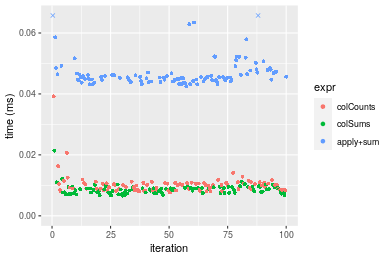 0.06
0.04
0.02
0.00
time (ms)
0
25
50
75
100
iteration
expr
colCounts
colSums
apply+sum